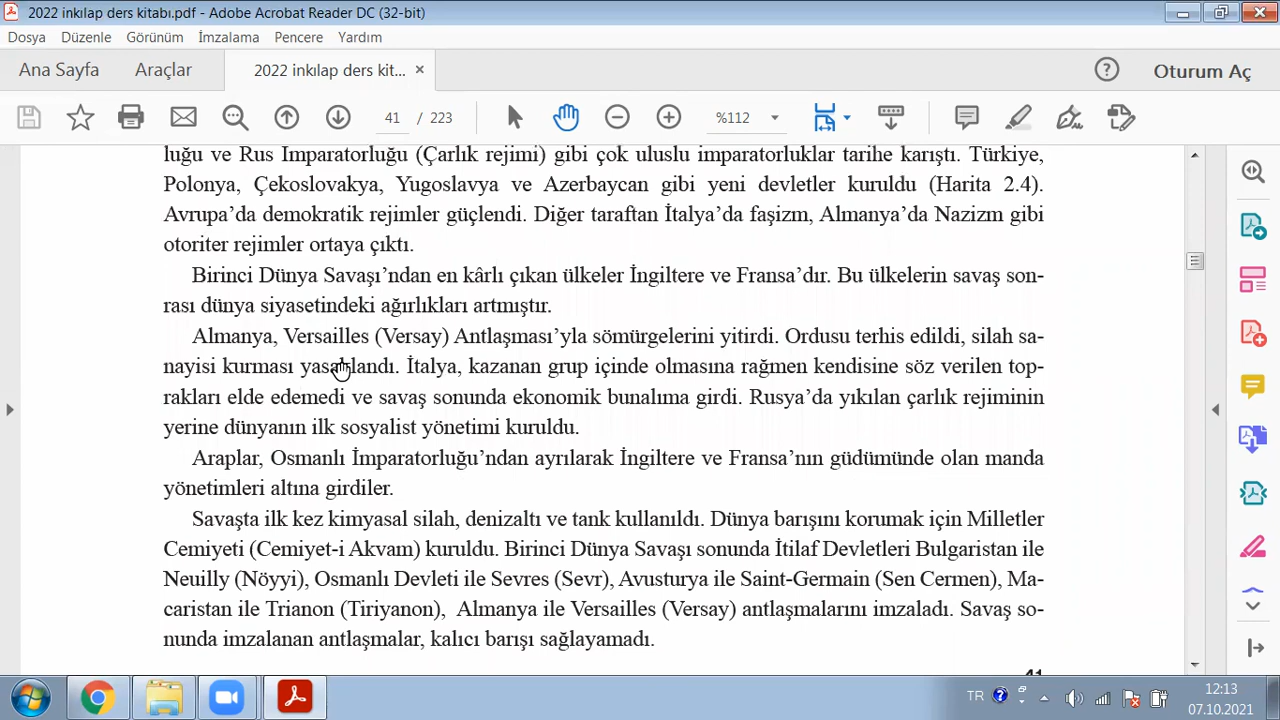 2022 inkılap ders kitabı.pdf - Adobe Acrobat Reader DC (32-bit)
Dosya Düzenle Görünüm İmzalama Pencere Yardım
Ana Sayfa Araçlar 2022 inkılap ders kit... × Oturum Aç
41 / 223 %112
luğu ve Rus İmparatorluğu (Çarlık rejimi) gibi çok uluslu imparatorluklar tarihe karıştı. Türkiye,
Polonya, Çekoslovakya, Yugoslavya ve Azerbaycan gibi yeni devletler kuruldu (Harita 2.4).
Avrupa’da demokratik rejimler güçlendi. Diğer taraftan İtalya’da faşizm, Almanya’da Nazizm gibi
otoriter rejimler ortaya çıktı.
Birinci Dünya Savaşı’ndan en kârlı çıkan ülkeler İngiltere ve Fransa’dır. Bu ülkelerin savaş son-
rası dünya siyasetindeki ağırlıkları artmıştır.
Almanya, Versailles (Versay) Antlaşması’yla sömürgelerini yitirdi. Ordusu terhis edildi, silah sa-
nayisi kurması yasaklandı. İtalya, kazanan grup içinde olmasına rağmen kendisine söz verilen top-
rakları elde edemedi ve savaş sonunda ekonomik bunalıma girdi. Rusya’da yıkılan çarlık rejiminin
yerine dünyanın ilk sosyalist yönetimi kuruldu.
Araplar, Osmanlı İmparatorluğu’ndan ayrılarak İngiltere ve Fransa’nın güdümünde olan manda
yönetimleri altına girdiler.
Savaşta ilk kez kimyasal silah, denizaltı ve tank kullanıldı. Dünya barışını korumak için Milletler
Cemiyeti (Cemiyet-i Akvam) kuruldu. Birinci Dünya Savaşı sonunda İtilaf Devletleri Bulgaristan ile
Neuilly (Nöyyi), Osmanlı Devleti ile Sevres (Sevr), Avusturya ile Saint-Germain (Sen Cermen), Ma-
caristan ile Trianon (Tiriyanon), Almanya ile Versailles (Versay) antlaşmalarını imzaladı. Savaş so-
nunda imzalanan antlaşmalar, kalıcı barışı sağlayamadı.
41
TR 12:13
07.10.2021